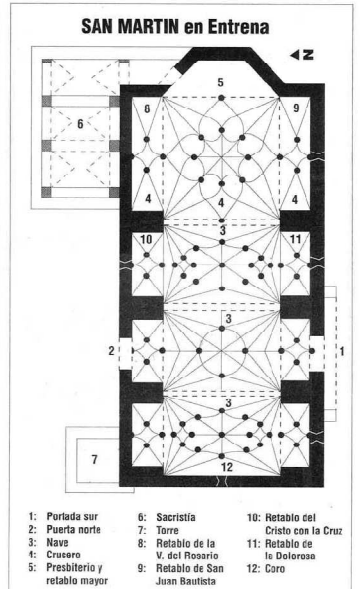 SAN MARTIN en Entrena
N
5
8
9
6
4
4
4
3
10
11
3
2
1
3
7
12
1: Portada sur
2: Puerta norte
3: Nave
4: Crucero
5: Presbiterio y
retablo mayor
6: Sacristía
7: Torre
8: Retablo de la
V. del Rosario
9: Retablo de San
Juan Bautista
10: Retablo del
Cristo con la Cruz
11: Retablo de
la Dolorosa
12: Coro